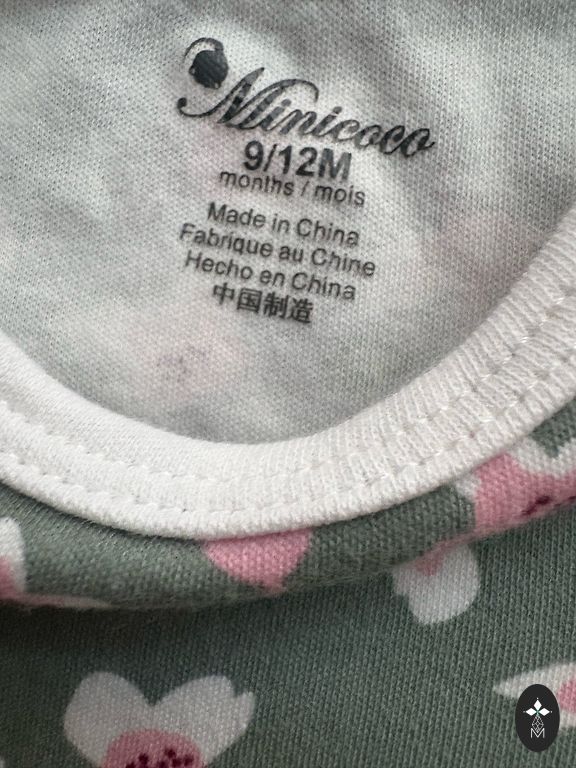 Minicoco
9/12M
months / mois
Made in China
Fabrique au Chine
Hecho en China
中国制造
M